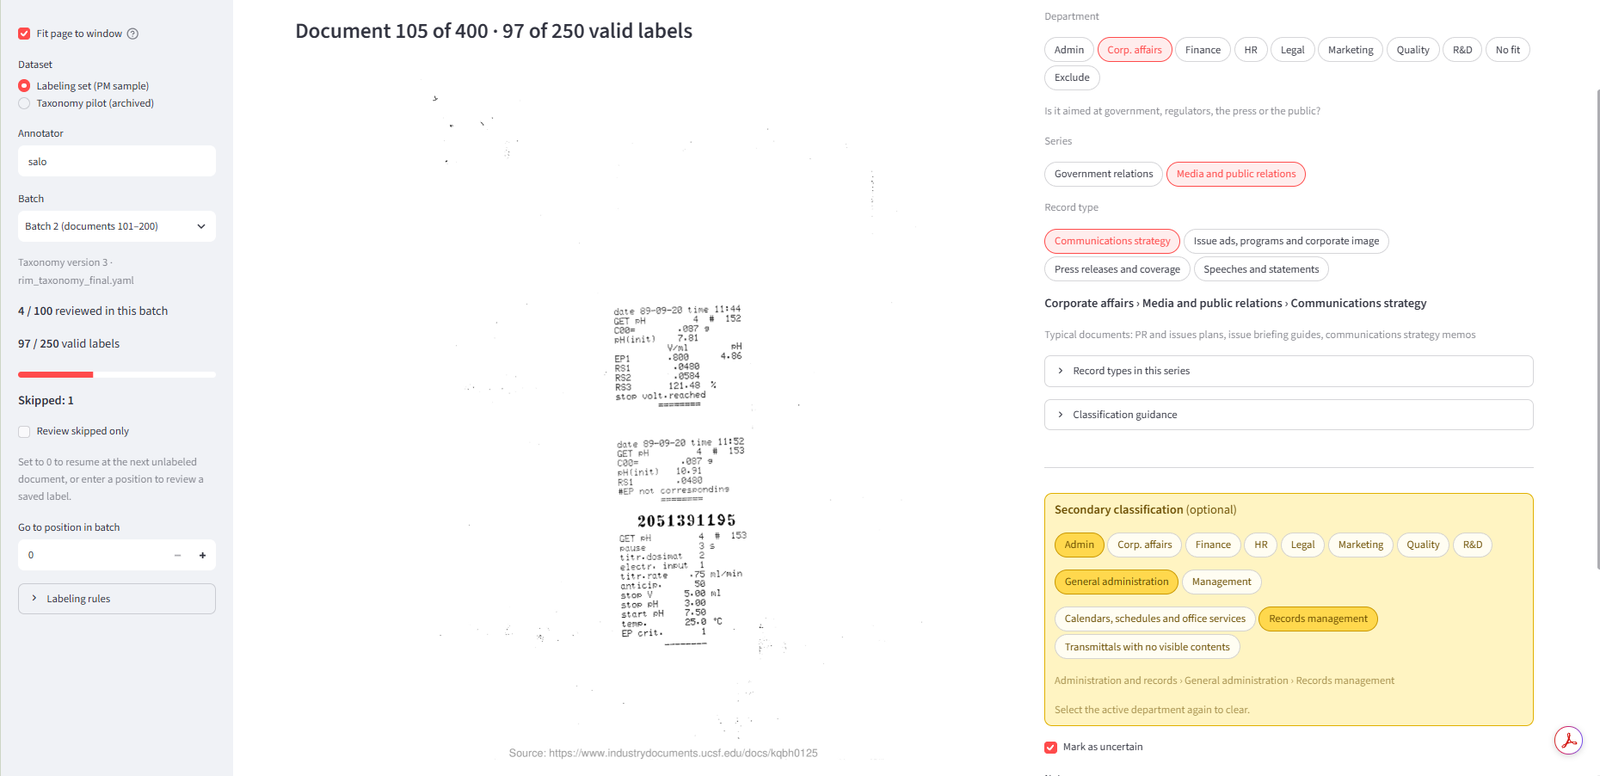 Fit page to window
Dataset
Labeling set (PM sample)
Taxonomy pilot (archived)
Annotator
salo
Batch
Batch 2 (documents 101–200)
Taxonomy version 3 ·
rim_taxonomy_final.yaml
4 / 100 reviewed in this batch
97 / 250 valid labels
Skipped: 1
Review skipped only
Set to 0 to resume at the next unlabeled
document, or enter a position to review a
saved label.
Go to position in batch
0
Labeling rules
Document 105 of 400 · 97 of 250 valid labels
date 89-09-20 time 11:44
GET pH 4 # 152
C00= .087 g
pH(init) 7.81
V/ml pH
EP1 .800 4.86
RS1 .0480
RS2 .0584
RS3 121.48 %
stop volt.reached
========
date 89-09-20 time 11:52
GET pH 4 # 153
C00= .087 g
pH(init) 10.91
RS1 .0480
#EP not corresponding
========
2051391195
GET pH 4 # 153
pause 3 s
titr.dosimat 2
electr. input 1
titr.rate .75 ml/min
anticip. 50
stop V 5.00 ml
stop pH 3.00
start pH 7.50
temp. 25.0 °C
EP crit. 1
Source: https://www.industrydocuments.ucsf.edu/docs/kqbh0125
Department
Admin Corp. affairs Finance HR Legal Marketing Quality R&D No fit
Exclude
Is it aimed at government, regulators, the press or the public?
Series
Government relations Media and public relations
Record type
Communications strategy Issue ads, programs and corporate image
Press releases and coverage Speeches and statements
Corporate affairs › Media and public relations › Communications strategy
Typical documents: PR and issues plans, issue briefing guides, communications strategy memos
Record types in this series
Classification guidance
Secondary classification (optional)
Admin Corp. affairs Finance HR Legal Marketing Quality R&D
General administration Management
Calendars, schedules and office services Records management
Transmittals with no visible contents
Administration and records › General administration › Records management
Select the active department again to clear.
Mark as uncertain